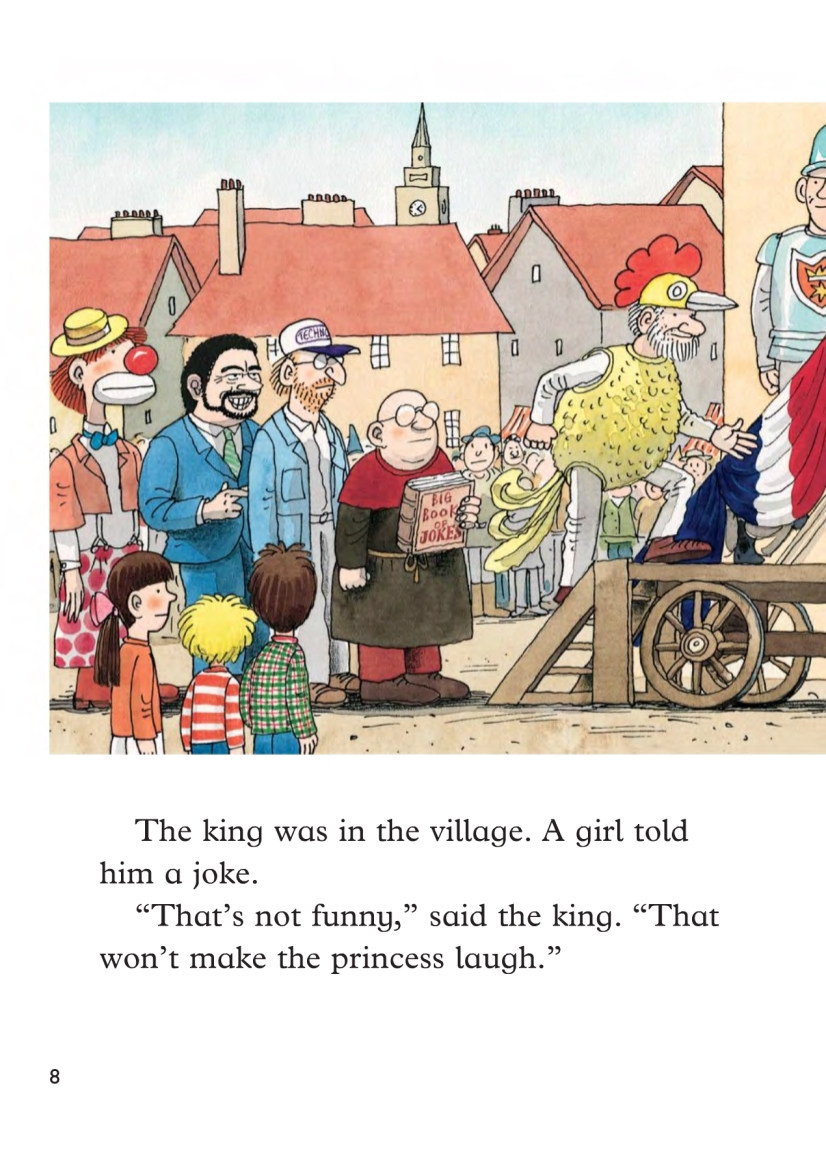 TECHNO
BIG
BOOK
OF
JOKES
The king was in the village. A girl told
him a joke.
“That’s not funny,” said the king. “That
won’t make the princess laugh.”
8